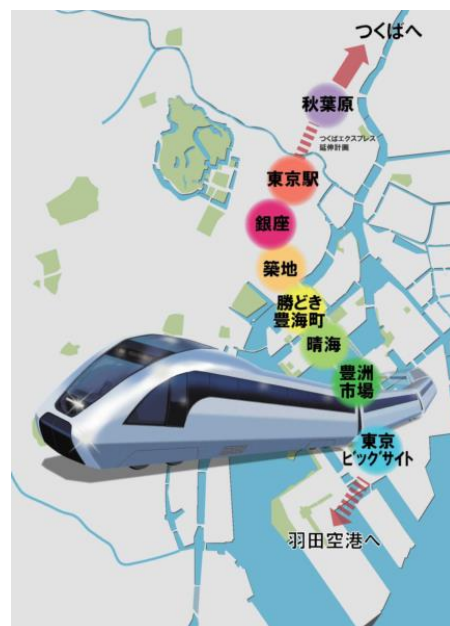 つくばへ
秋葉原
つくばエクスプレス
延伸計画
東京駅
銀座
築地
勝どき
豊海町
晴海
豊洲
市場
東京
ビッグサイト
羽田空港へ